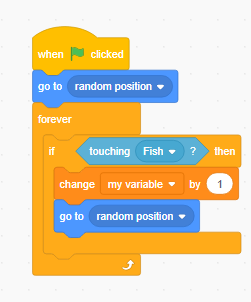 when clicked
go to random position
forever
if touching Fish ? then
change my variable by 1
go to random position